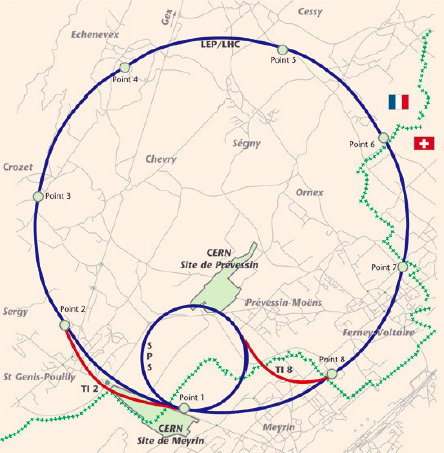 Gex
Cessy
Echenevex
LEP/LHC
Point 5
Point 4
Point 6
Ségny
Chevry
Crozet
Point 3
Ornex
CERN
Site de Prévessin
Point 7
Prévessin-Moëns
Point 2
Sergy
Ferney-Voltaire
SPS
Point 8
TI 8
St Genis-Pouilly
TI 2
Point 1
CERN
Site de Meyrin
Meyrin